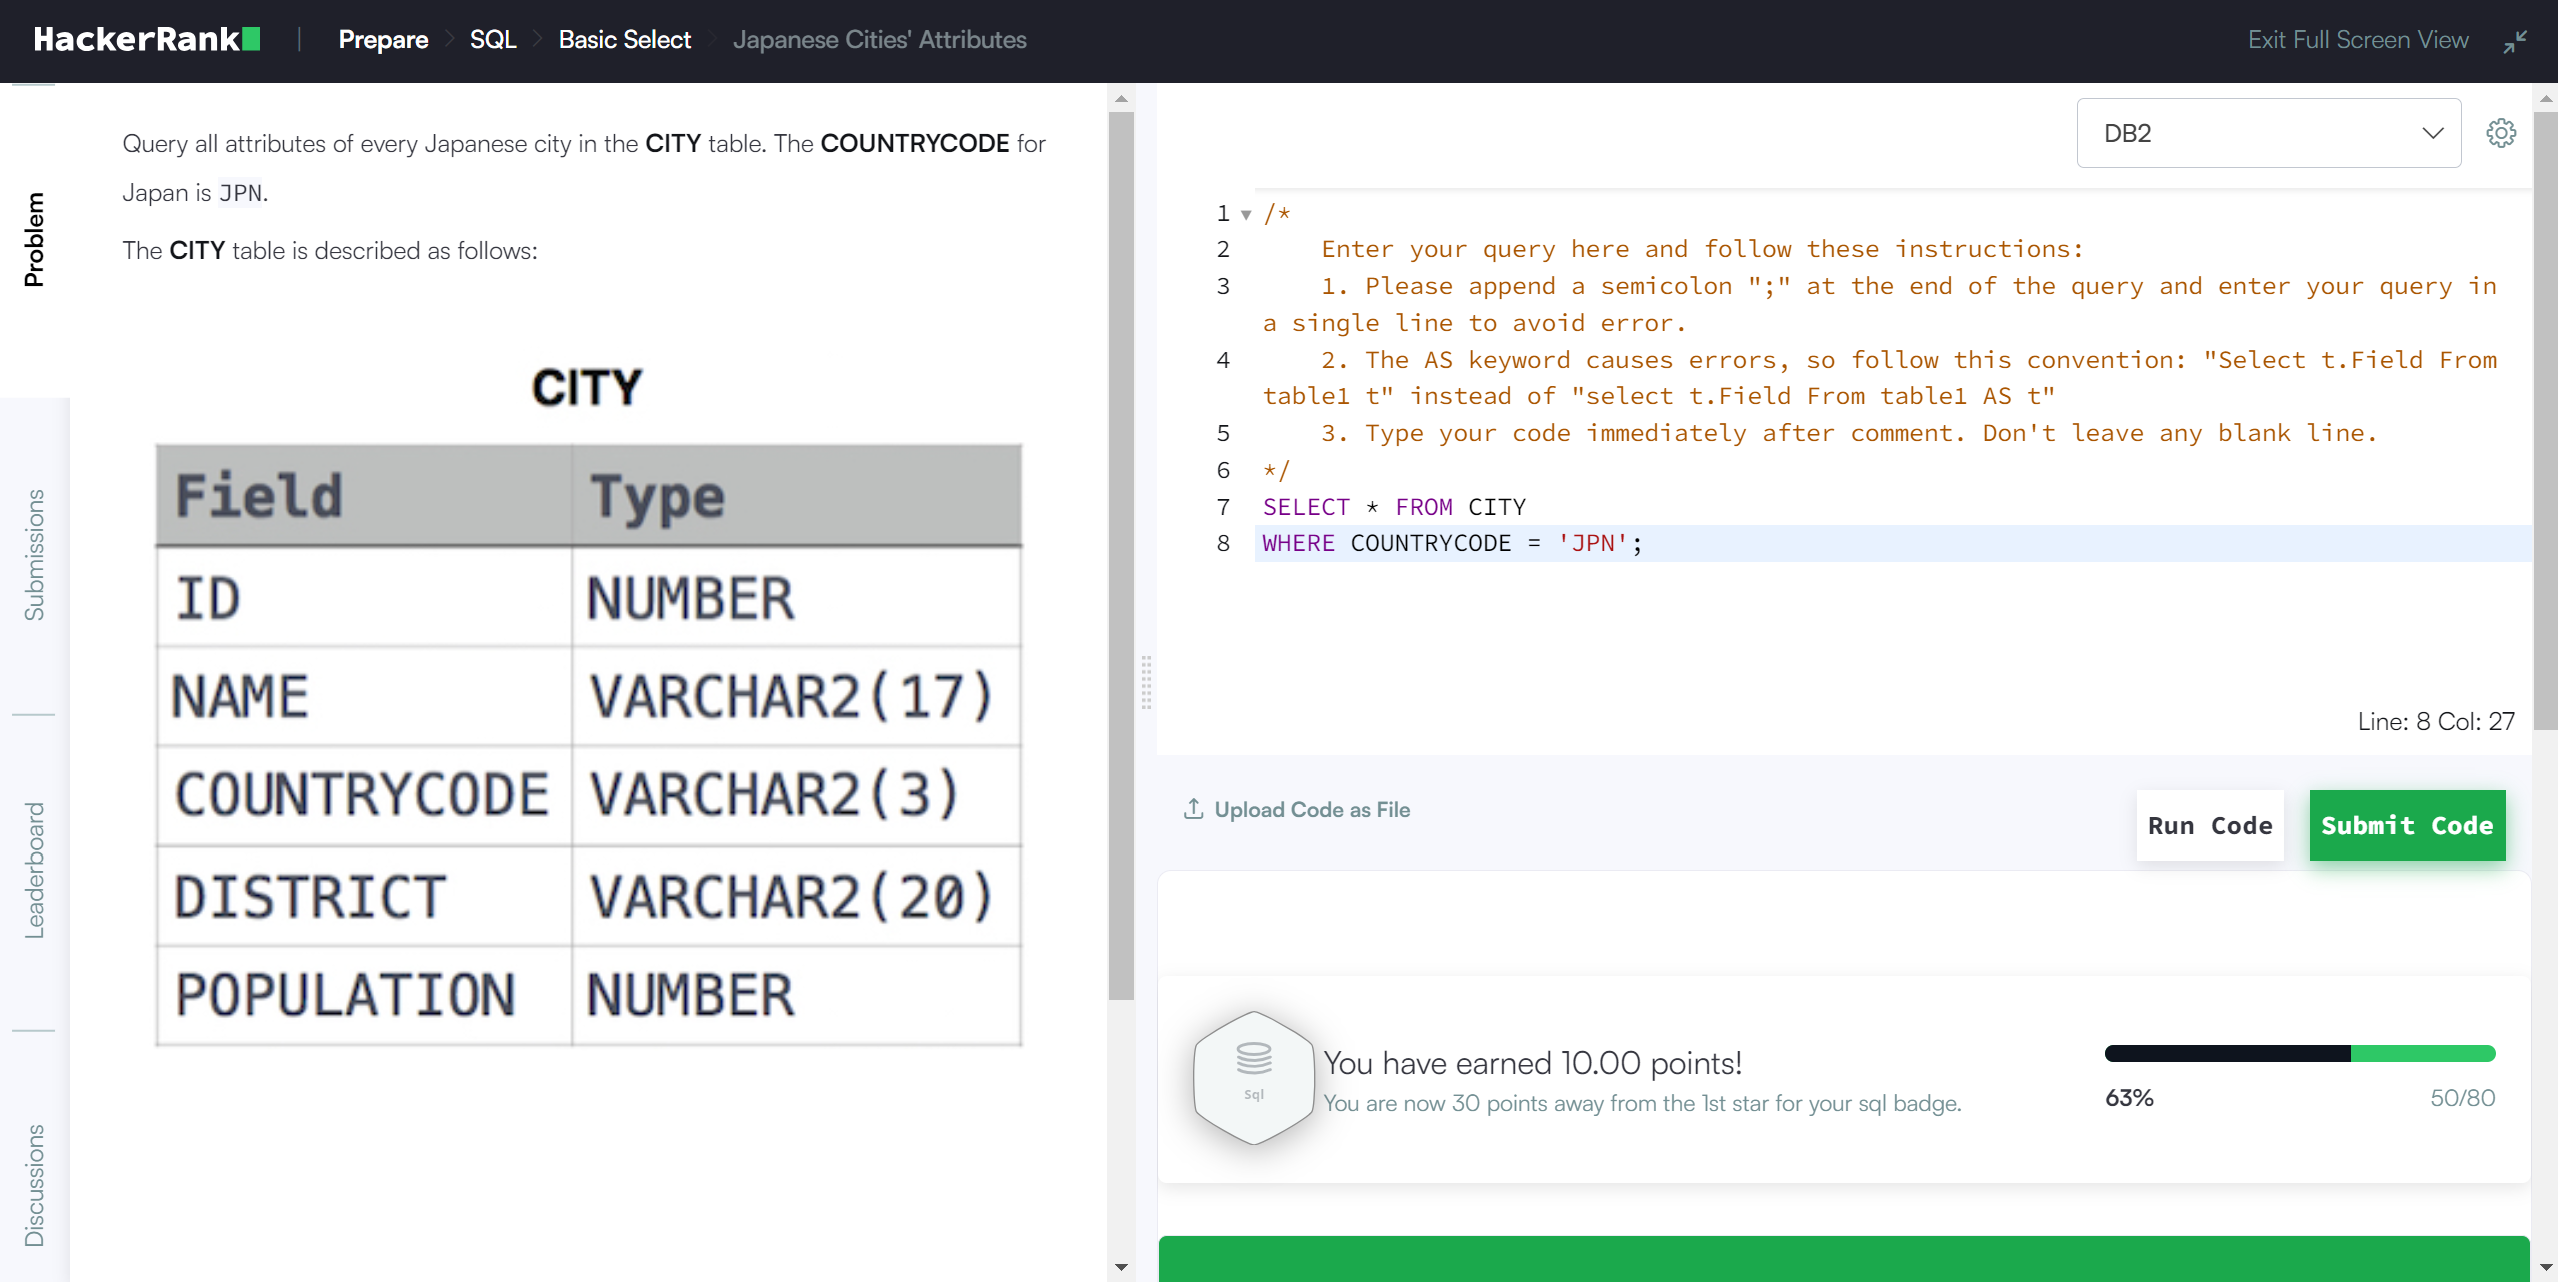 HackerRank | Prepare > SQL > Basic Select > Japanese Cities' Attributes
Exit Full Screen View
Problem
Submissions
Leaderboard
Discussions
Query all attributes of every Japanese city in the CITY table. The COUNTRYCODE for
Japan is JPN.
The CITY table is described as follows:
CITY
Field Type
ID NUMBER
NAME VARCHAR2(17)
COUNTRYCODE VARCHAR2(3)
DISTRICT VARCHAR2(20)
POPULATION NUMBER
DB2
1 /*
2 Enter your query here and follow these instructions:
3 1. Please append a semicolon ";" at the end of the query and enter your query in
a single line to avoid error.
4 2. The AS keyword causes errors, so follow this convention: "Select t.Field From
table1 t" instead of "select t.Field From table1 AS t"
5 3. Type your code immediately after comment. Don't leave any blank line.
6 */
7 SELECT * FROM CITY
8 WHERE COUNTRYCODE = 'JPN';
Line: 8 Col: 27
Upload Code as File
Run Code
Submit Code
Sql
You have earned 10.00 points!
You are now 30 points away from the 1st star for your sql badge.
63%
50/80